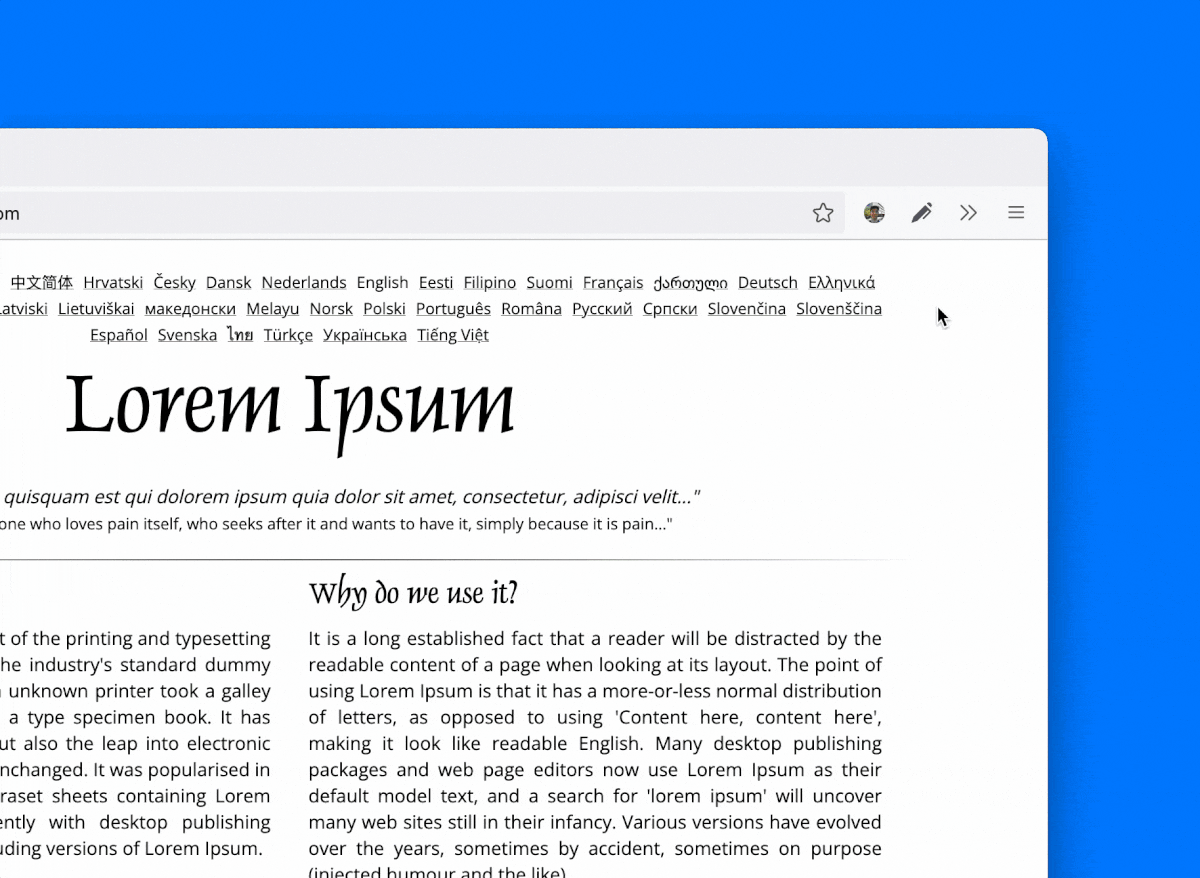 om
中文简体 Hrvatski Česky Dansk Nederlands English Eesti Filipino Suomi Français ქართული Deutsch Ελληνικά
Latviski Lietuviškai македонски Melayu Norsk Polski Português Româna Русский Српски Slovenčina Slovenščina
Español Svenska ไทย Türkçe Українська Tiếng Việt
Lorem Ipsum
quisquam est qui dolorem ipsum quia dolor sit amet, consectetur, adipisci velit..."
one who loves pain itself, who seeks after it and wants to have it, simply because it is pain..."
t of the printing and typesetting
he industry's standard dummy
unknown printer took a galley
a type specimen book. It has
ut also the leap into electronic
nchanged. It was popularised in
raset sheets containing Lorem
ently with desktop publishing
uding versions of Lorem Ipsum.
Why do we use it?
It is a long established fact that a reader will be distracted by the
readable content of a page when looking at its layout. The point of
using Lorem Ipsum is that it has a more-or-less normal distribution
of letters, as opposed to using 'Content here, content here',
making it look like readable English. Many desktop publishing
packages and web page editors now use Lorem Ipsum as their
default model text, and a search for 'lorem ipsum' will uncover
many web sites still in their infancy. Various versions have evolved
over the years, sometimes by accident, sometimes on purpose
(injected humour and the like).